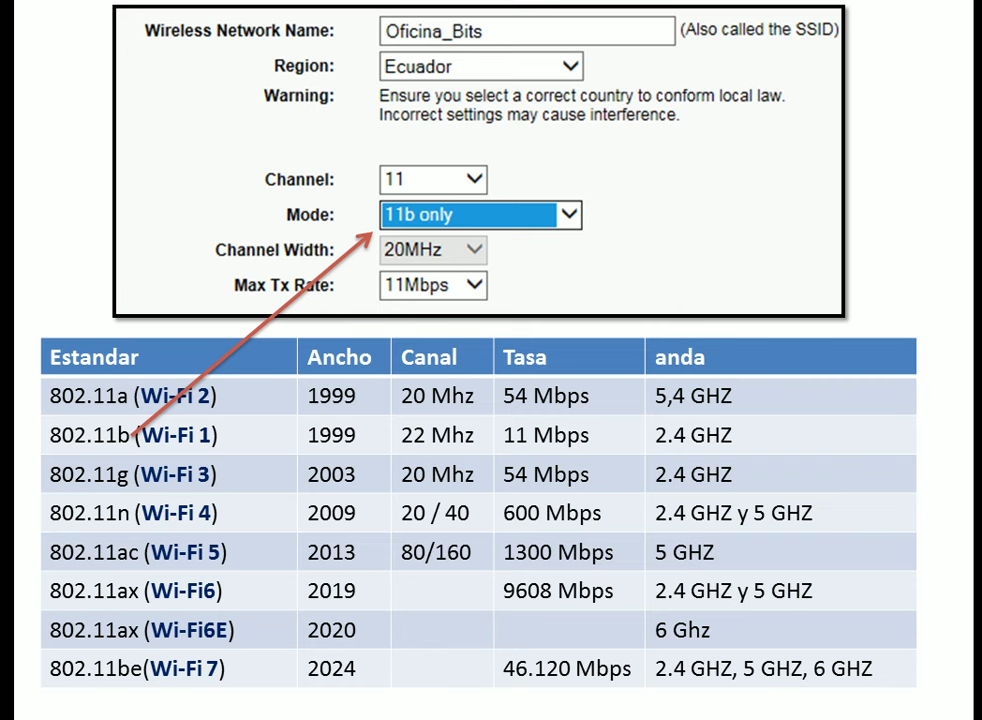 Wireless Network Name: Oficina_Bits (Also called the SSID)
Region: Ecuador
Warning: Ensure you select a correct country to conform local law.
Incorrect settings may cause interference.
Channel: 11
Mode: 11b only
Channel Width: 20MHz
Max Tx Rate: 11Mbps
Estandar Ancho Canal Tasa anda
802.11a (Wi-Fi 2) 1999 20 Mhz 54 Mbps 5,4 GHZ
802.11b (Wi-Fi 1) 1999 22 Mhz 11 Mbps 2.4 GHZ
802.11g (Wi-Fi 3) 2003 20 Mhz 54 Mbps 2.4 GHZ
802.11n (Wi-Fi 4) 2009 20 / 40 600 Mbps 2.4 GHZ y 5 GHZ
802.11ac (Wi-Fi 5) 2013 80/160 1300 Mbps 5 GHZ
802.11ax (Wi-Fi6) 2019 9608 Mbps 2.4 GHZ y 5 GHZ
802.11ax (Wi-Fi6E) 2020 6 Ghz
802.11be(Wi-Fi 7) 2024 46.120 Mbps 2.4 GHZ, 5 GHZ, 6 GHZ